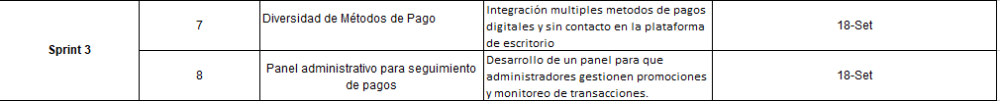 Sprint 3
7
Diversidad de Métodos de Pago
Integración multiples metodos de pagos
digitales y sin contacto en la plataforma
de escritorio
18-Set
8
Panel administrativo para seguimiento
de pagos
Desarrollo de un panel para que
administradores gestionen promociones
y monitoreo de transacciones.
18-Set